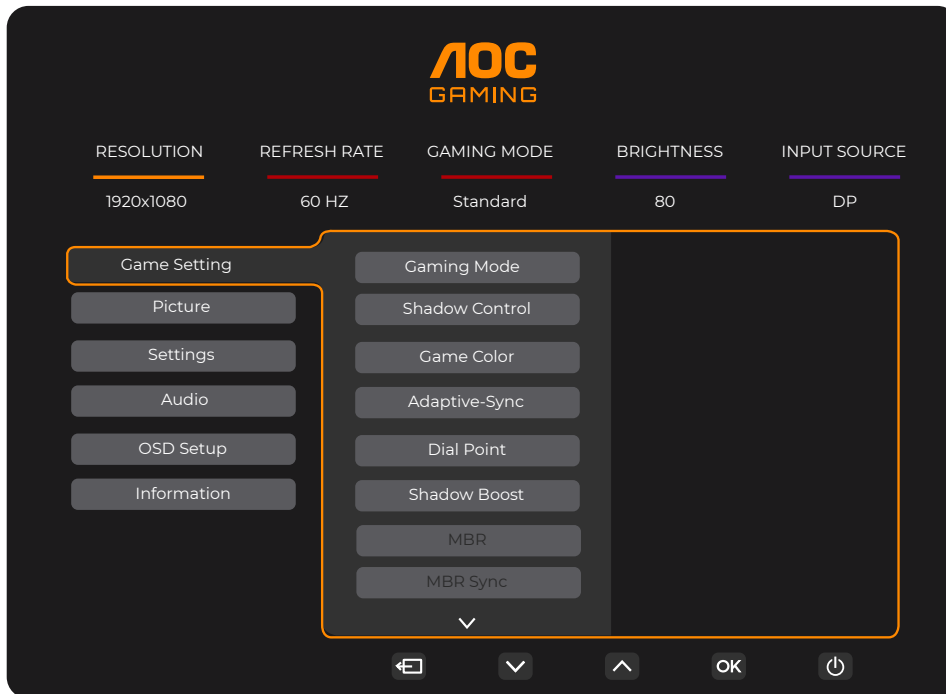 AOC
GAMING
RESOLUTION REFRESH RATE GAMING MODE BRIGHTNESS INPUT SOURCE
1920x1080 60 HZ Standard 80 DP
Game Setting Gaming Mode
Picture Shadow Control
Settings Game Color
Audio Adaptive-Sync
OSD Setup Dial Point
Information Shadow Boost
MBR
MBR Sync
OK